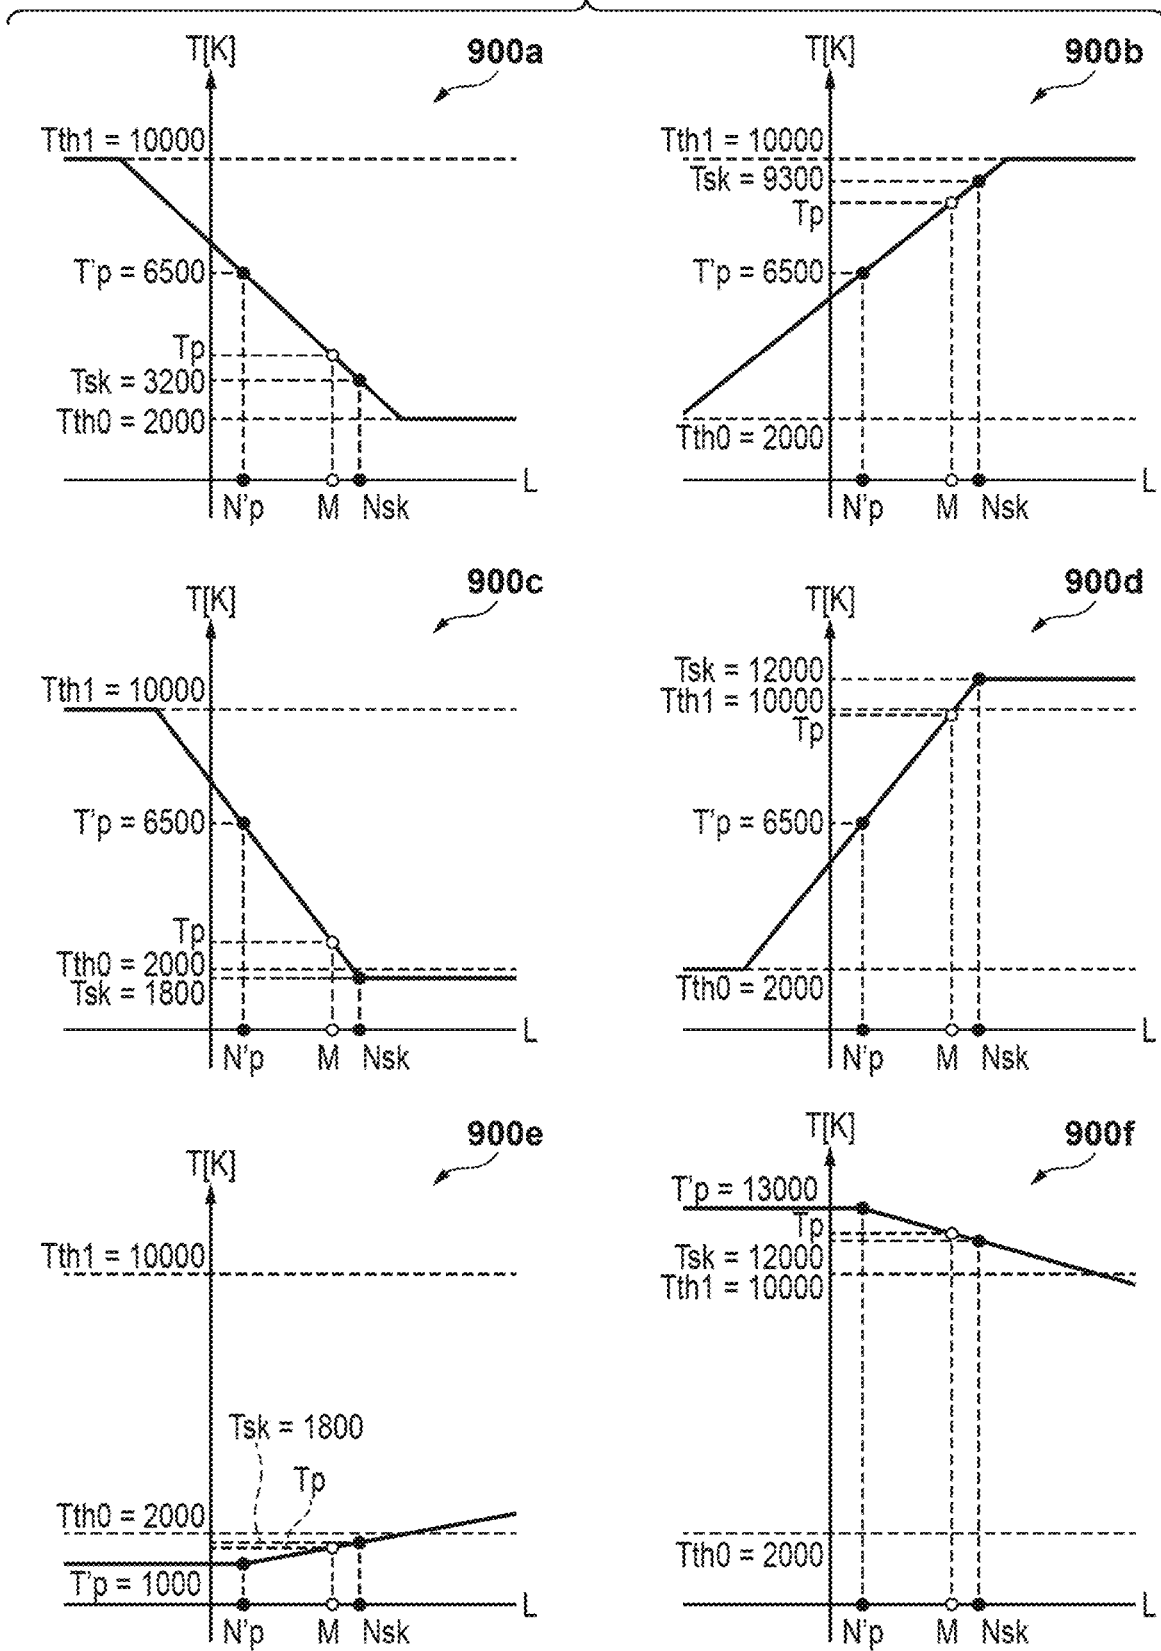 900a
T[K]
Tth1 = 10000
T'p = 6500
Tp
Tsk = 3200
Tth0 = 2000
L
N'p M Nsk
900b
T[K]
Tth1 = 10000
Tsk = 9300
Tp
T'p = 6500
Tth0 = 2000
L
N'p M Nsk
900c
T[K]
Tth1 = 10000
T'p = 6500
Tp
Tth0 = 2000
Tsk = 1800
L
N'p M Nsk
900d
T[K]
Tsk = 12000
Tth1 = 10000
Tp
T'p = 6500
Tth0 = 2000
L
N'p M Nsk
900e
T[K]
Tth1 = 10000
Tsk = 1800
Tp
Tth0 = 2000
T'p = 1000
L
N'p M Nsk
900f
T[K]
T'p = 13000
Tp
Tsk = 12000
Tth1 = 10000
Tth0 = 2000
L
N'p M Nsk